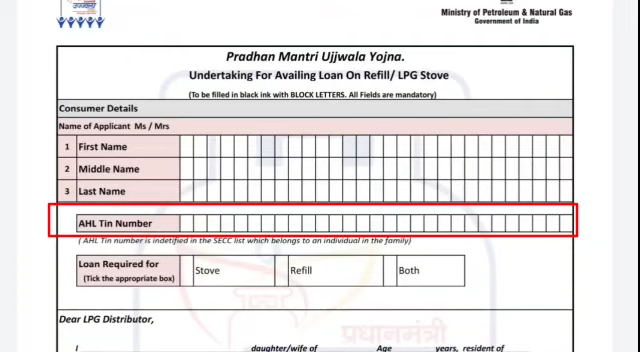 उज्ज्वला
Ministry of Petroleum & Natural Gas
Government of India
Pradhan Mantri Ujjwala Yojna.
Undertaking For Availing Loan On Refill/ LPG Stove
(To be filled in black ink with BLOCK LETTERS. All Fields are mandatory)
Consumer Details
Name of Applicant Ms / Mrs
1 First Name
2 Middle Name
3 Last Name
AHL Tin Number
( AHL Tin number is indetified in the SECC list which belongs to an individual in the family)
Loan Required for
(Tick the appropriate box)
Stove Refill Both
Dear LPG Distributor,
प्रधानमंत्री
I daughter/wife of Age years, resident of